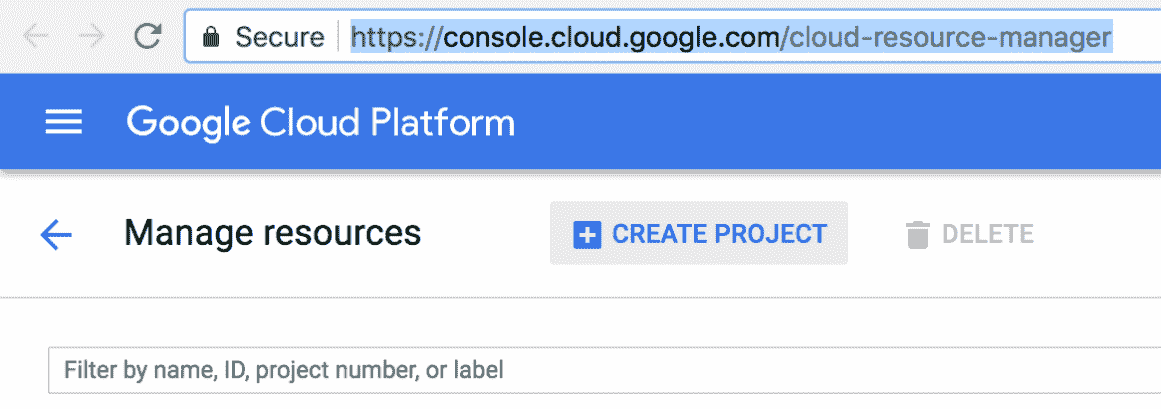 Secure https://console.cloud.google.com/cloud-resource-manager
Google Cloud Platform
Manage resources CREATE PROJECT DELETE
Filter by name, ID, project number, or label